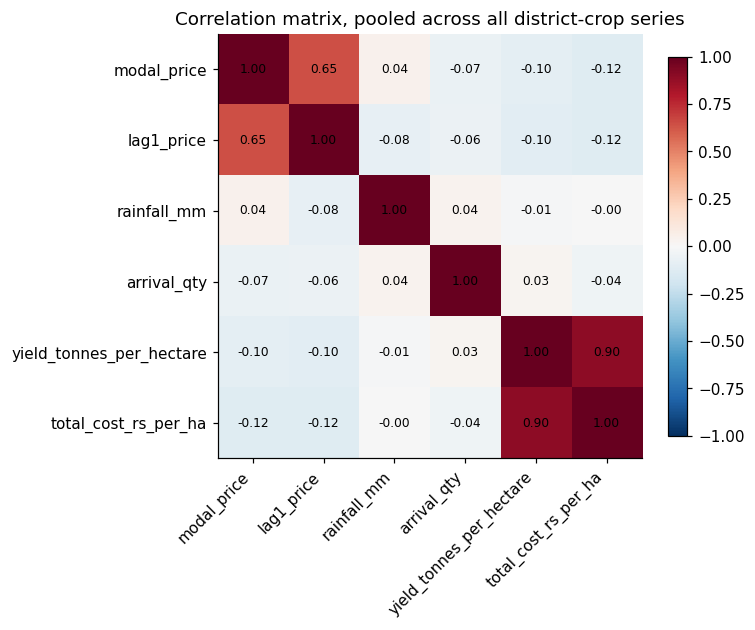 Correlation matrix, pooled across all district-crop series
modal_price 1.00 0.65 0.04 -0.07 -0.10 -0.12
lag1_price 0.65 1.00 -0.08 -0.06 -0.10 -0.12
rainfall_mm 0.04 -0.08 1.00 0.04 -0.01 -0.00
arrival_qty -0.07 -0.06 0.04 1.00 0.03 -0.04
yield_tonnes_per_hectare -0.10 -0.10 -0.01 0.03 1.00 0.90
total_cost_rs_per_ha -0.12 -0.12 -0.00 -0.04 0.90 1.00
modal_price
lag1_price
rainfall_mm
arrival_qty
yield_tonnes_per_hectare
total_cost_rs_per_ha
1.00
0.75
0.50
0.25
0.00
−0.25
−0.50
−0.75
−1.00